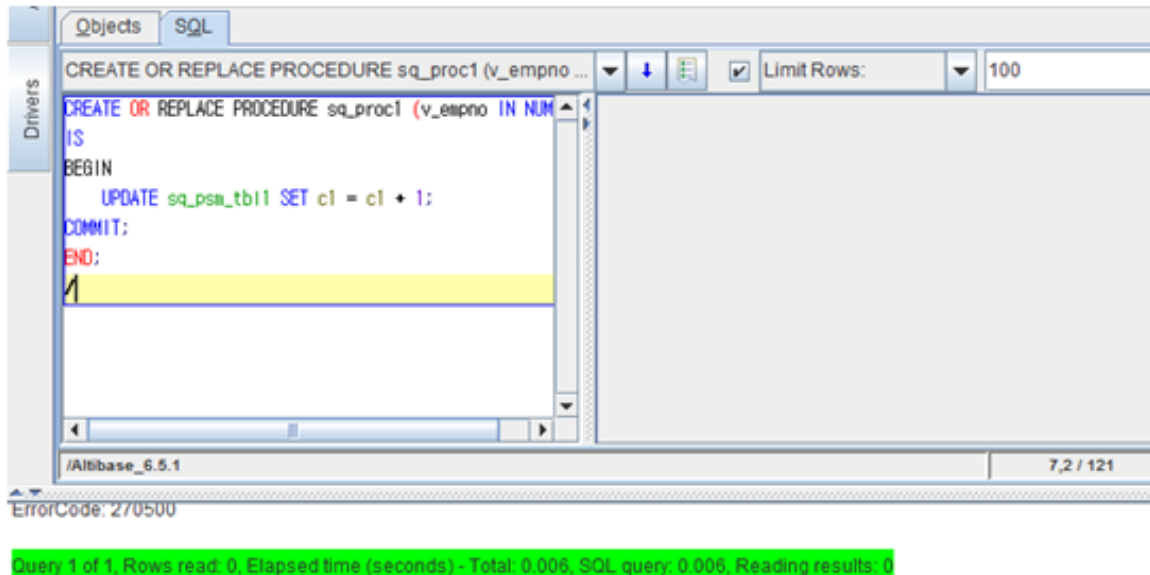 Objects SQL
CREATE OR REPLACE PROCEDURE sq_proc1 (v_empno ... Limit Rows: 100
Drivers
CREATE OR REPLACE PROCEDURE sq_proc1 (v_empno IN NUM
IS
BEGIN
UPDATE sq_psm_tbl1 SET c1 = c1 + 1;
COMMIT;
END;
/
/Altibase_6.5.1 7,2 / 121
ErrorCode: 270500
Query 1 of 1, Rows read: 0, Elapsed time (seconds) - Total: 0.006, SQL query: 0.006, Reading results: 0